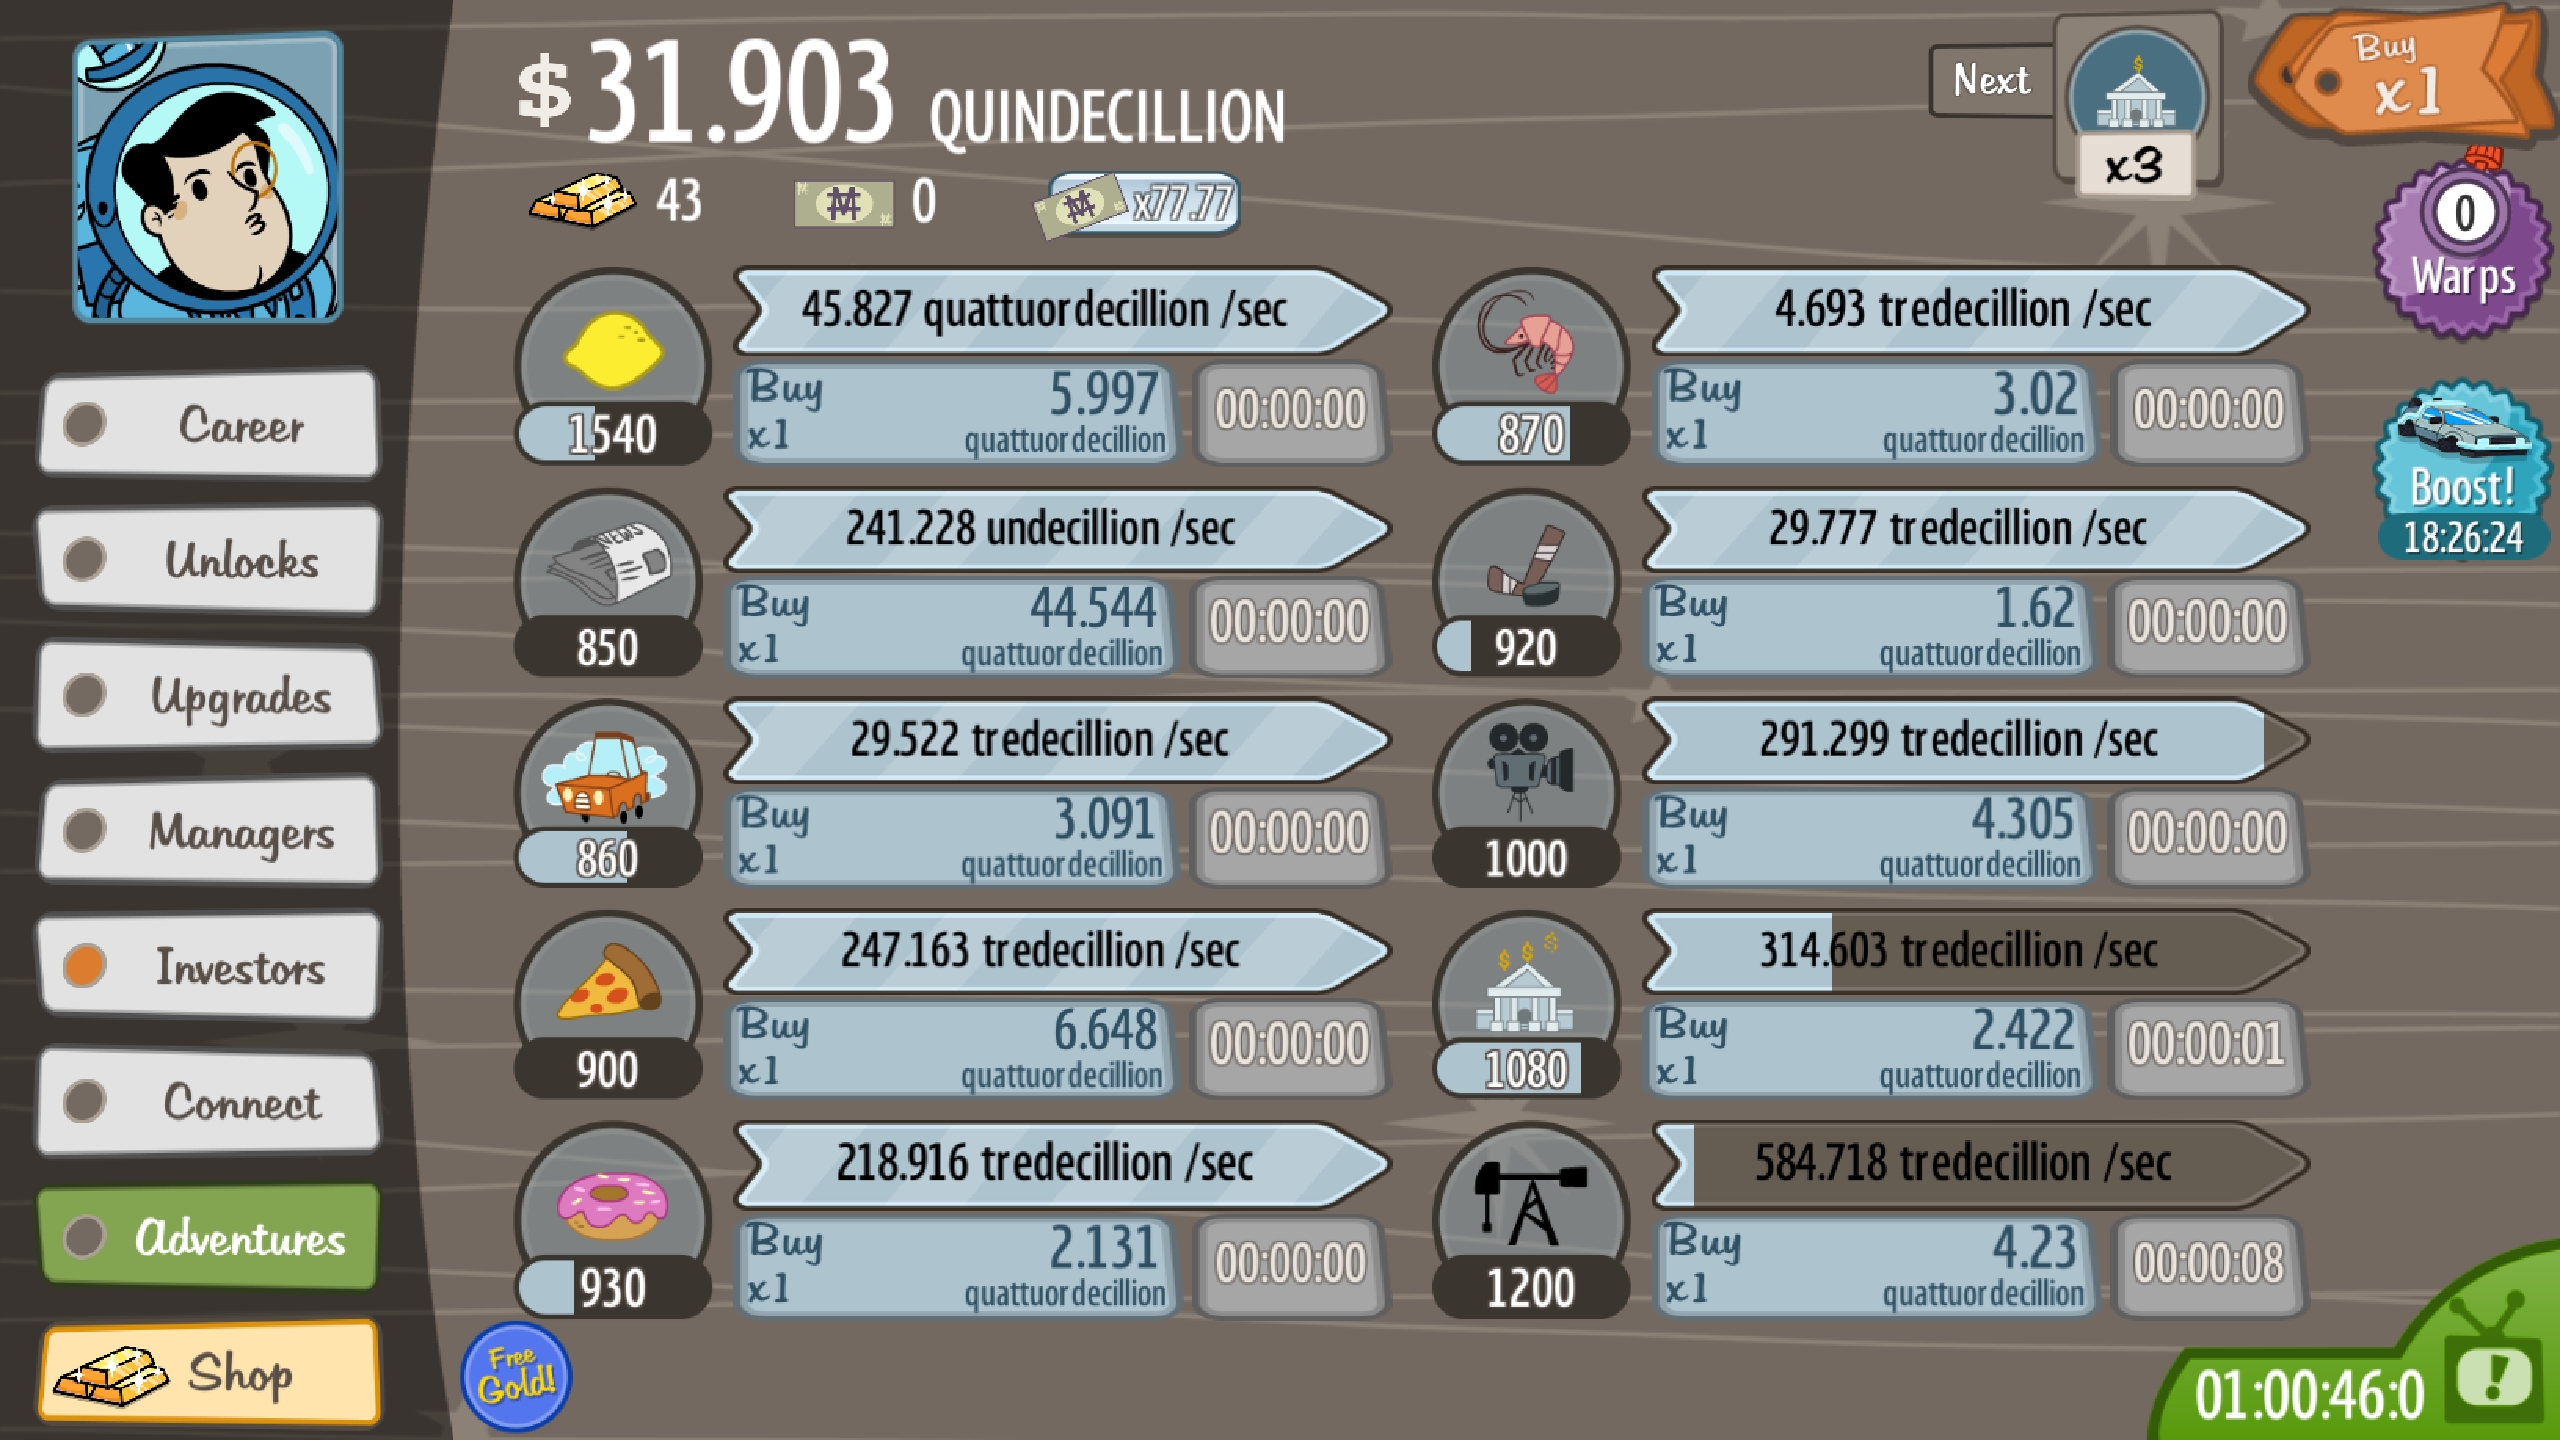 $31.903 QUINDECILLION
43
0
x77.77
Next
x3
Buy
x1
0
Warps
Boost!
18:26:24
Career
Unlocks
Upgrades
Managers
Investors
Connect
Adventures
Shop
45.827 quattuordecillion /sec
1540
Buy x1
5.997 quattuordecillion
00:00:00
4.693 tredecillion /sec
870
Buy x1
3.02 quattuordecillion
00:00:00
NEWS
241.228 undecillion /sec
850
Buy x1
44.544 quattuordecillion
00:00:00
29.777 tredecillion /sec
920
Buy x1
1.62 quattuordecillion
00:00:00
29.522 tredecillion /sec
860
Buy x1
3.091 quattuordecillion
00:00:00
291.299 tredecillion /sec
1000
Buy x1
4.305 quattuordecillion
00:00:00
247.163 tredecillion /sec
900
Buy x1
6.648 quattuordecillion
00:00:00
$ $ $
314.603 tredecillion /sec
1080
Buy x1
2.422 quattuordecillion
00:00:01
218.916 tredecillion /sec
930
Buy x1
2.131 quattuordecillion
00:00:00
584.718 tredecillion /sec
1200
Buy x1
4.23 quattuordecillion
00:00:08
Free
Gold!
01:00:46:0
!